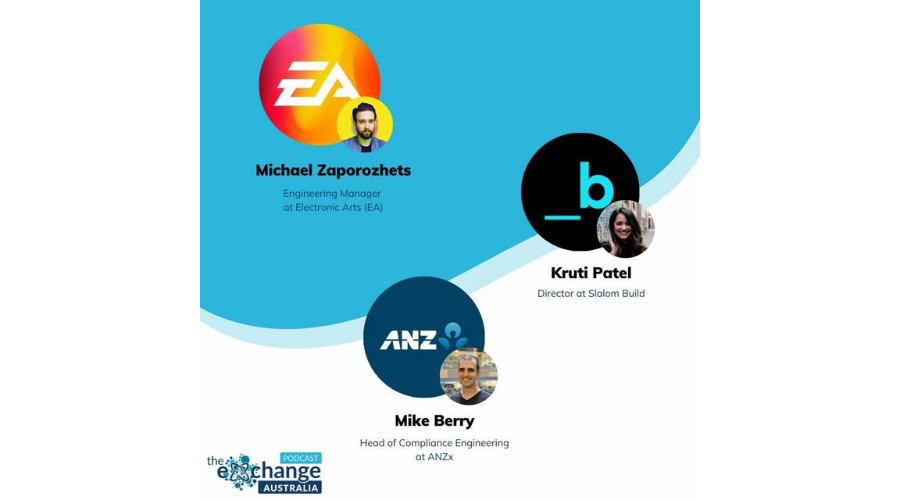 EA
Michael Zaporozhets
Engineering Manager
at Electronic Arts (EA)
_b
Kruti Patel
Director at Slalom Build
ANZ
Mike Berry
Head of Compliance Engineering
at ANZx
the
PODCAST
exchange
AUSTRALIA